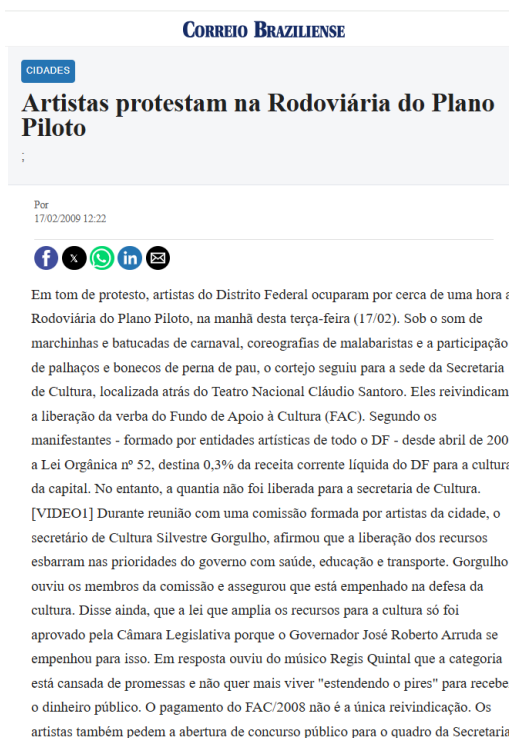 CORREIO BRAZILIENSE
CIDADES
Artistas protestam na Rodoviária do Plano
Piloto
;
Por
17/02/2009 12:22
Em tom de protesto, artistas do Distrito Federal ocuparam por cerca de uma hora a
Rodoviária do Plano Piloto, na manhã desta terça-feira (17/02). Sob o som de
marchinhas e batucadas de carnaval, coreografias de malabaristas e a participação
de palhaços e bonecos de perna de pau, o cortejo seguiu para a sede da Secretaria
de Cultura, localizada atrás do Teatro Nacional Cláudio Santoro. Eles reivindicam
a liberação da verba do Fundo de Apoio à Cultura (FAC). Segundo os
manifestantes - formado por entidades artísticas de todo o DF - desde abril de 200
a Lei Orgânica nº 52, destina 0,3% da receita corrente líquida do DF para a cultura
da capital. No entanto, a quantia não foi liberada para a secretaria de Cultura.
[VIDEO1] Durante reunião com uma comissão formada por artistas da cidade, o
secretário de Cultura Silvestre Gorgulho, afirmou que a liberação dos recursos
esbarram nas prioridades do governo com saúde, educação e transporte. Gorgulho
ouviu os membros da comissão e assegurou que está empenhado na defesa da
cultura. Disse ainda, que a lei que amplia os recursos para a cultura só foi
aprovado pela Câmara Legislativa porque o Governador José Roberto Arruda se
empenhou para isso. Em resposta ouviu do músico Regis Quintal que a categoria
está cansada de promessas e não quer mais viver "estendendo o pires" para recebe
o dinheiro público. O pagamento do FAC/2008 não é a única reivindicação. Os
artistas também pedem a abertura de concurso público para o quadro da Secretaria